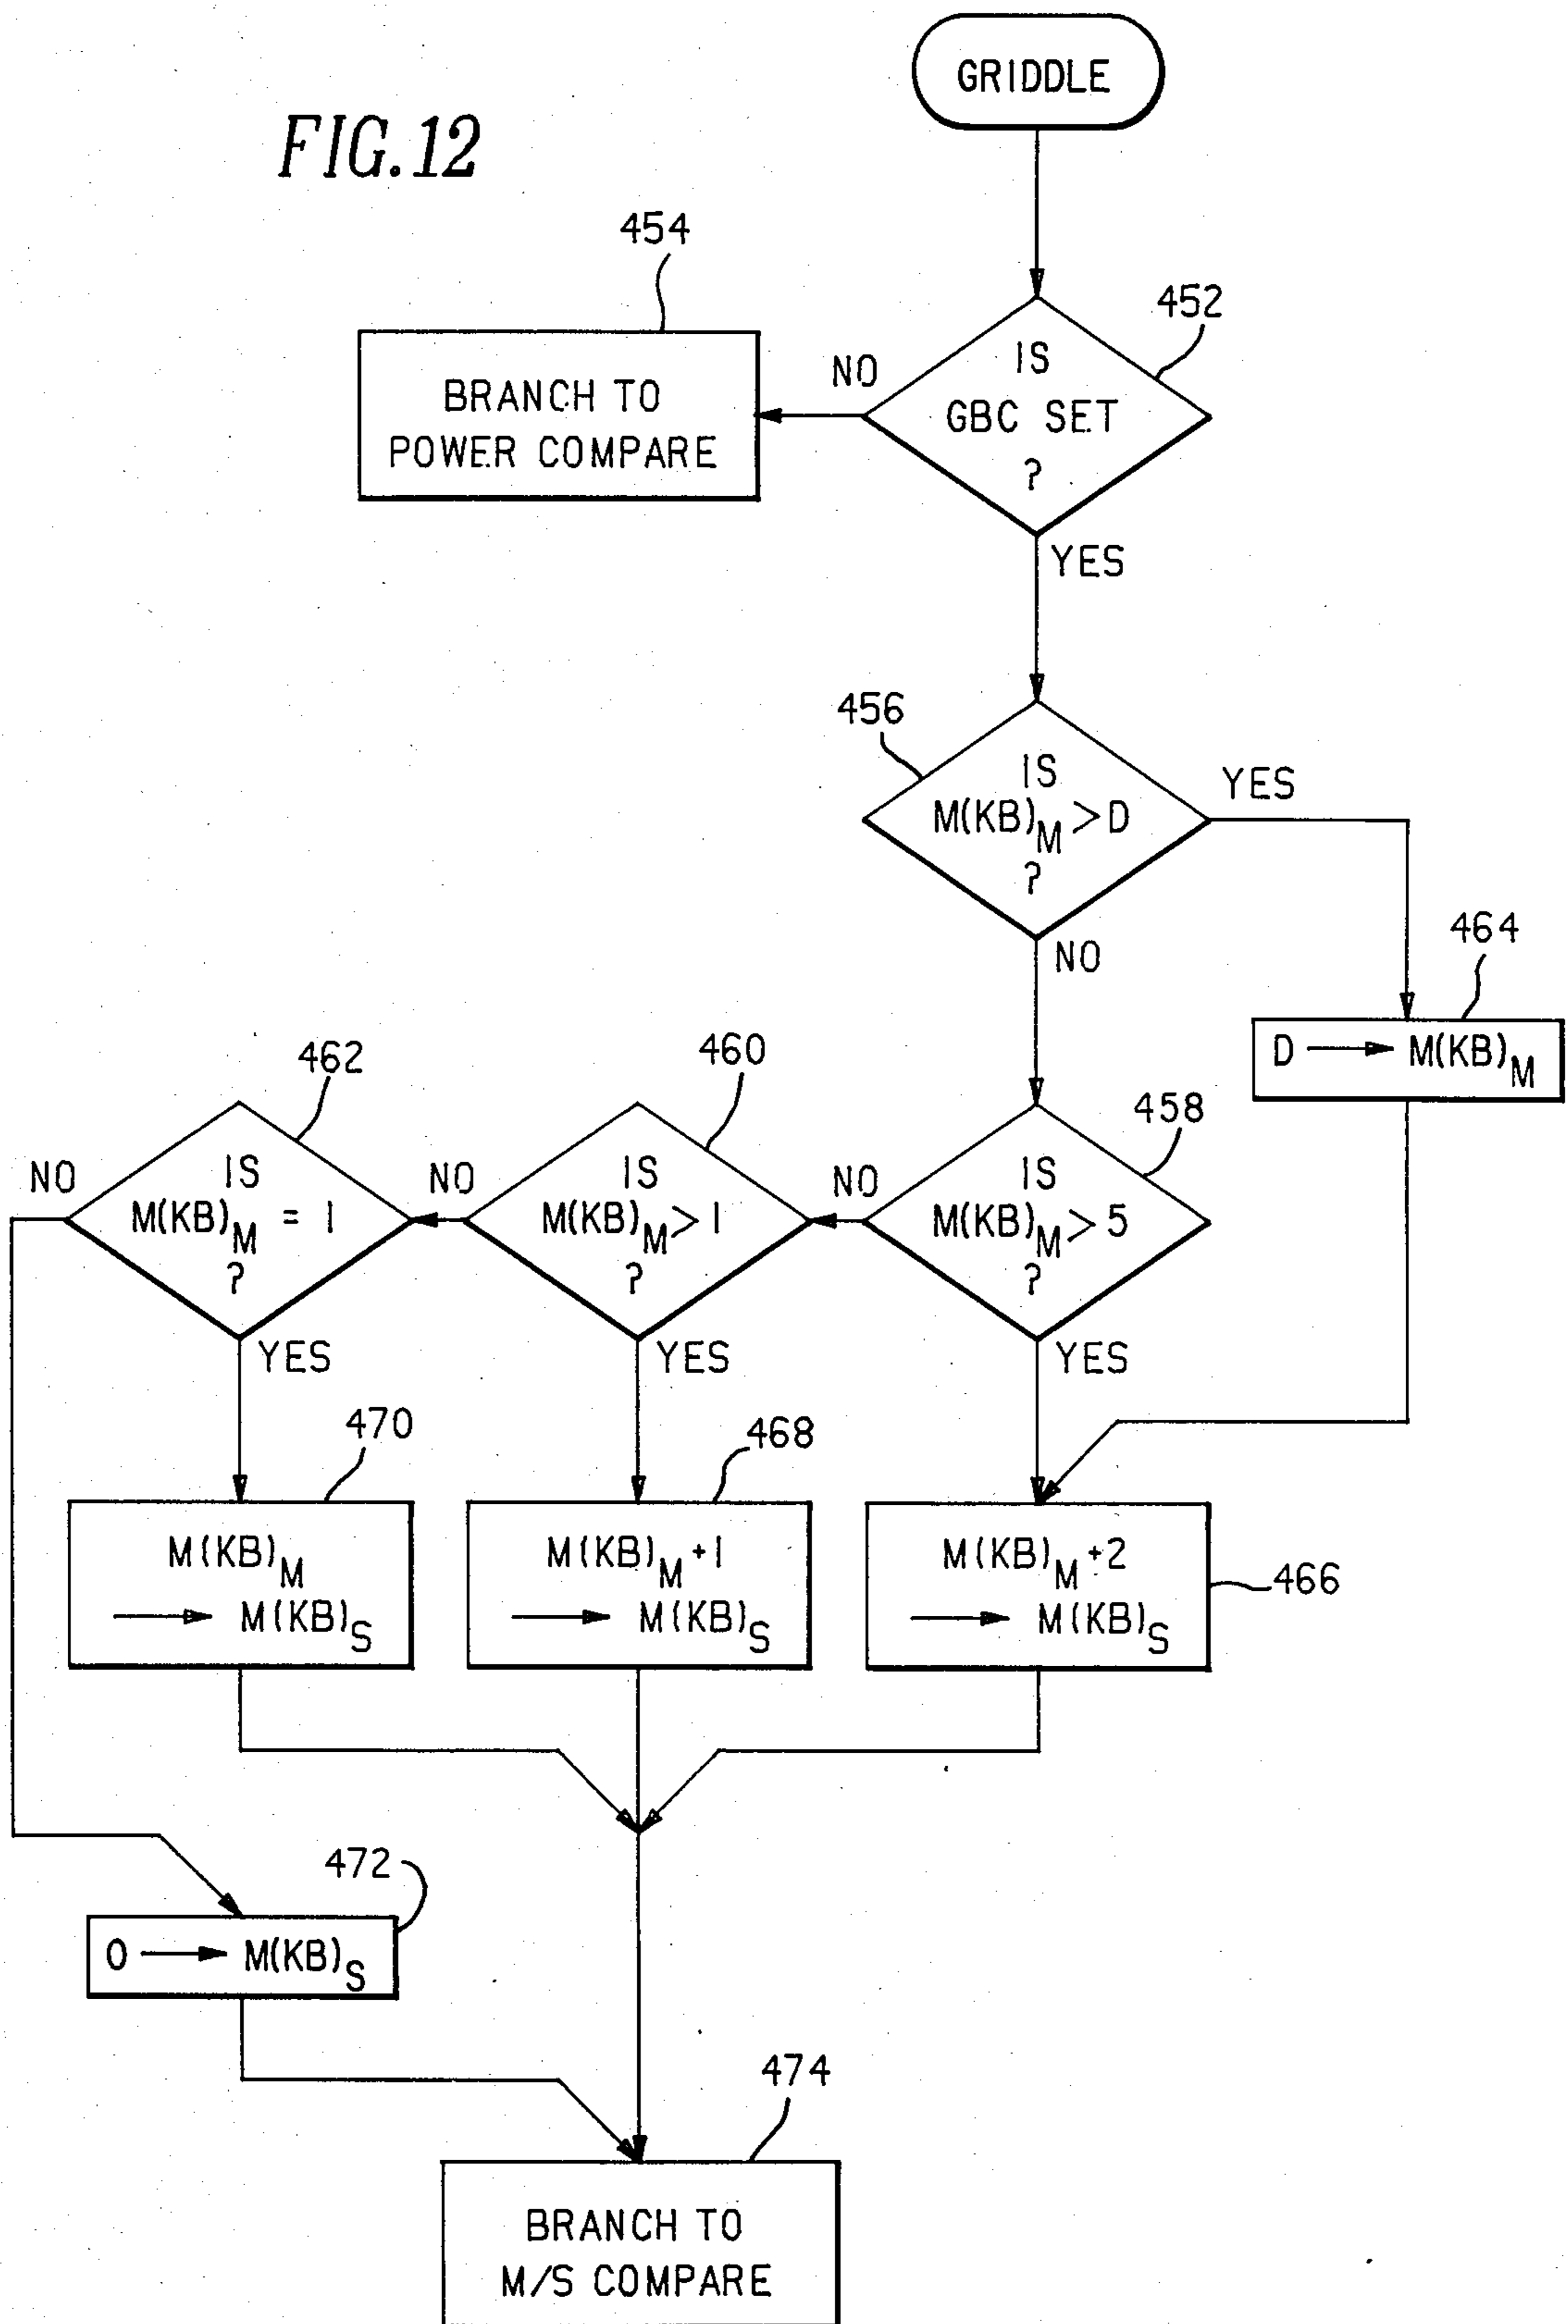 GRIDDLE
FIG.12
454
452
NO
IS
GBC SET
?
BRANCH TO
POWER COMPARE
YES
456
IS
M(KB)M > D
?
YES
NO
464
D → M(KB)M
462
460
458
NO
IS
M(KB)M = 1
?
NO
IS
M(KB)M > 1
?
NO
IS
M(KB)M > 5
?
YES
YES
YES
470
468
466
M(KB)M
→ M(KB)S
M(KB)M +1
→ M(KB)S
M(KB)M +2
→ M(KB)S
472
0 → M(KB)S
474
BRANCH TO
M/S COMPARE